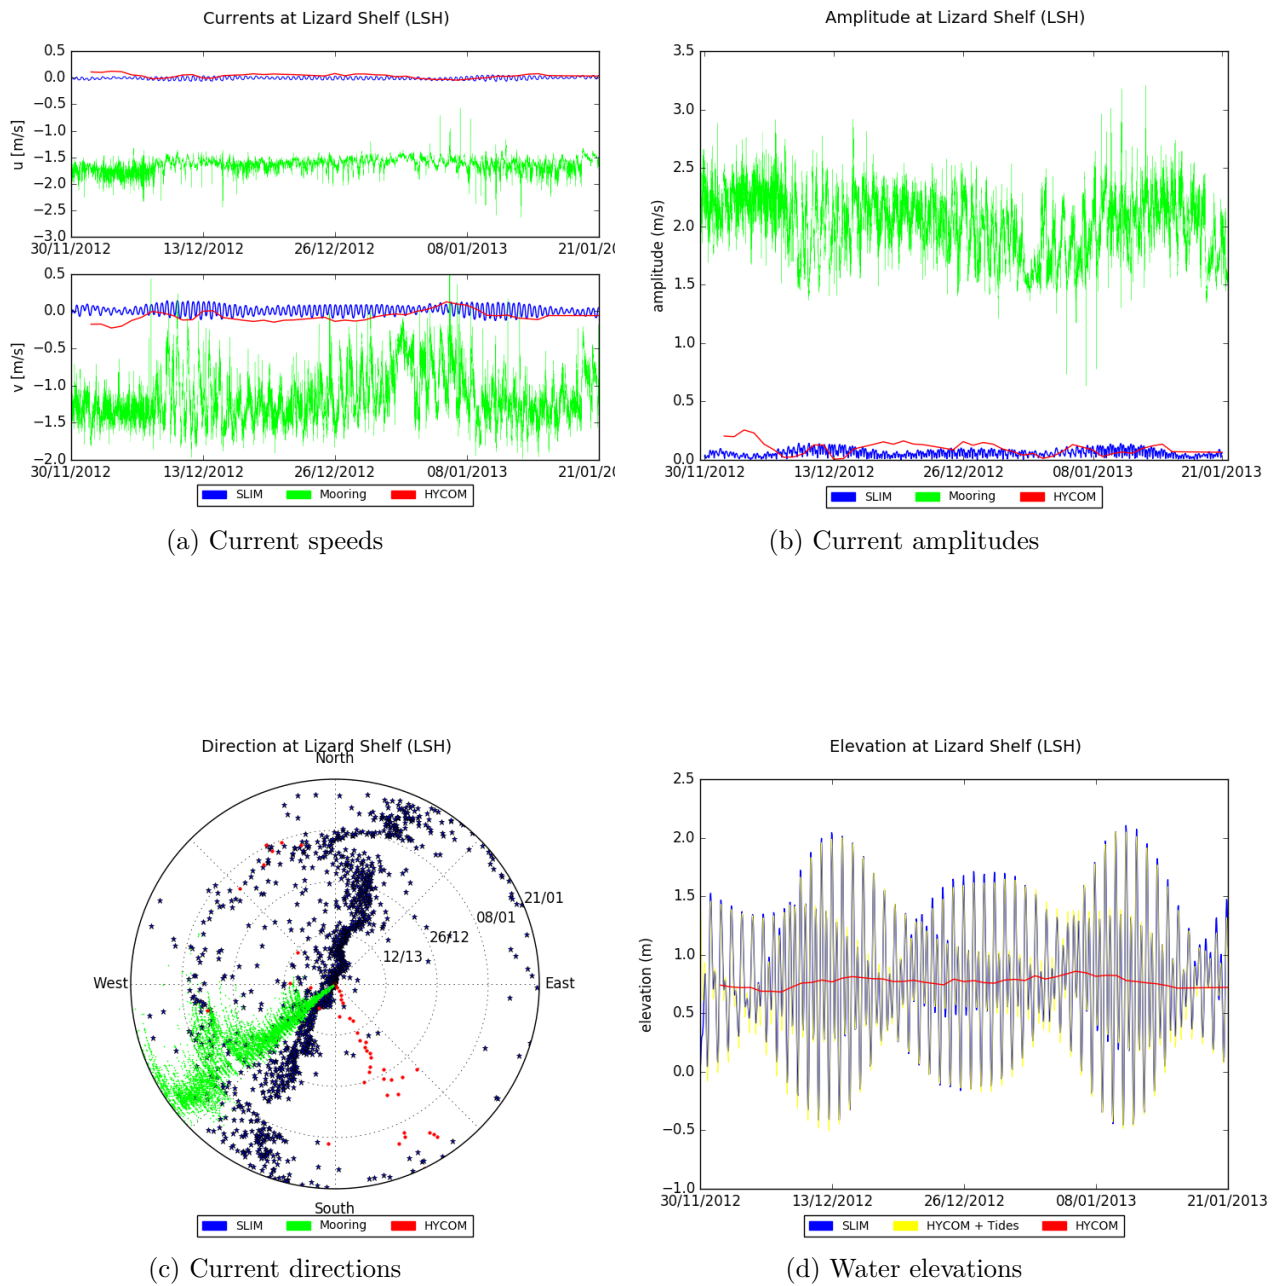 Currents at Lizard Shelf (LSH)
0.5
0.0
−0.5
−1.0
−1.5
−2.0
−2.5
−3.0
u [m/s]
30/11/2012 13/12/2012 26/12/2012 08/01/2013 21/01/20
0.5
0.0
−0.5
−1.0
−1.5
−2.0
v [m/s]
30/11/2012 13/12/2012 26/12/2012 08/01/2013 21/01/20
SLIM Mooring HYCOM
(a) Current speeds
Amplitude at Lizard Shelf (LSH)
3.5
3.0
2.5
2.0
1.5
1.0
0.5
0.0
amplitude (m/s)
30/11/2012 13/12/2012 26/12/2012 08/01/2013 21/01/2013
SLIM Mooring HYCOM
(b) Current amplitudes
Direction at Lizard Shelf (LSH)
North
21/01
08/01
26/12
12/13
West East
South
SLIM Mooring HYCOM
(c) Current directions
Elevation at Lizard Shelf (LSH)
2.5
2.0
1.5
1.0
0.5
0.0
−0.5
−1.0
elevation (m)
30/11/2012 13/12/2012 26/12/2012 08/01/2013 21/01/2013
SLIM HYCOM + Tides HYCOM
(d) Water elevations